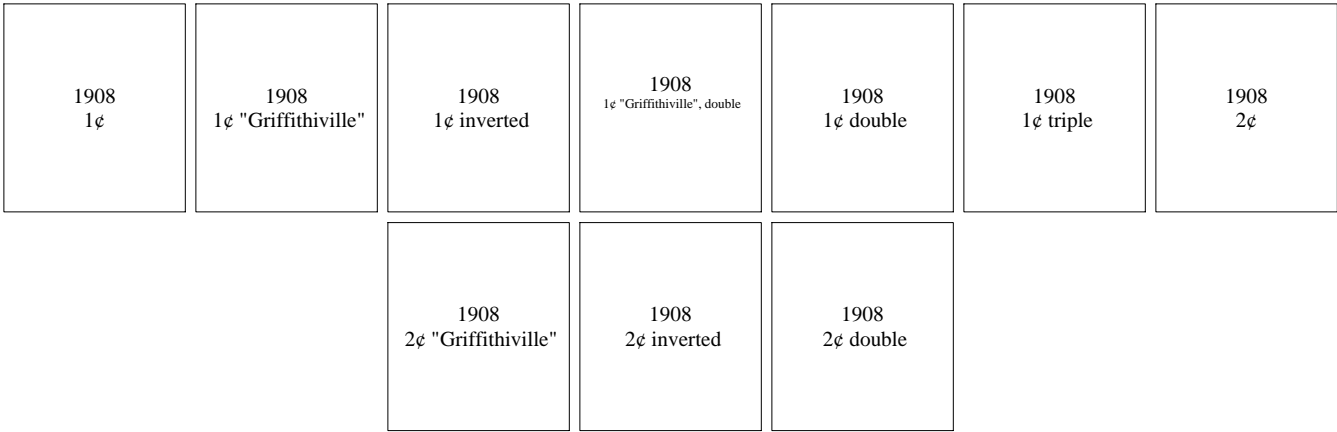 1908
1¢
1908
1¢ "Griffithiville"
1908
1¢ inverted
1908
1¢ "Griffithiville", double
1908
1¢ double
1908
1¢ triple
1908
2¢
1908
2¢ "Griffithiville"
1908
2¢ inverted
1908
2¢ double